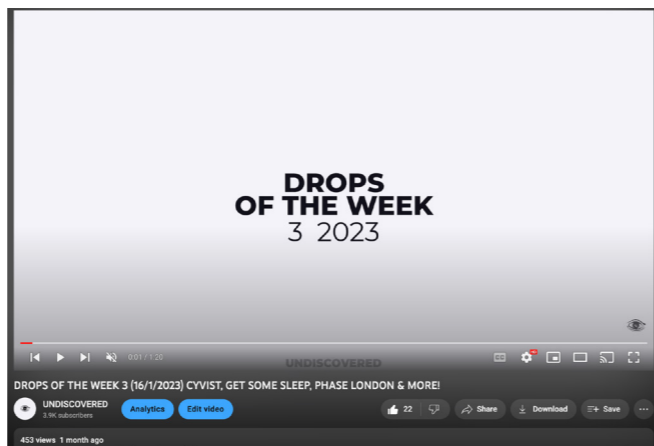 DROPS
OF THE WEEK
3 2023
UNDISCOVERED
0:01 / 1:20
DROPS OF THE WEEK 3 (16/1/2023) CYVIST, GET SOME SLEEP, PHASE LONDON & MORE!
UNDISCOVERED
3.9K subscribers
Analytics
Edit video
22
Share
Download
Save
453 views 1 month ago